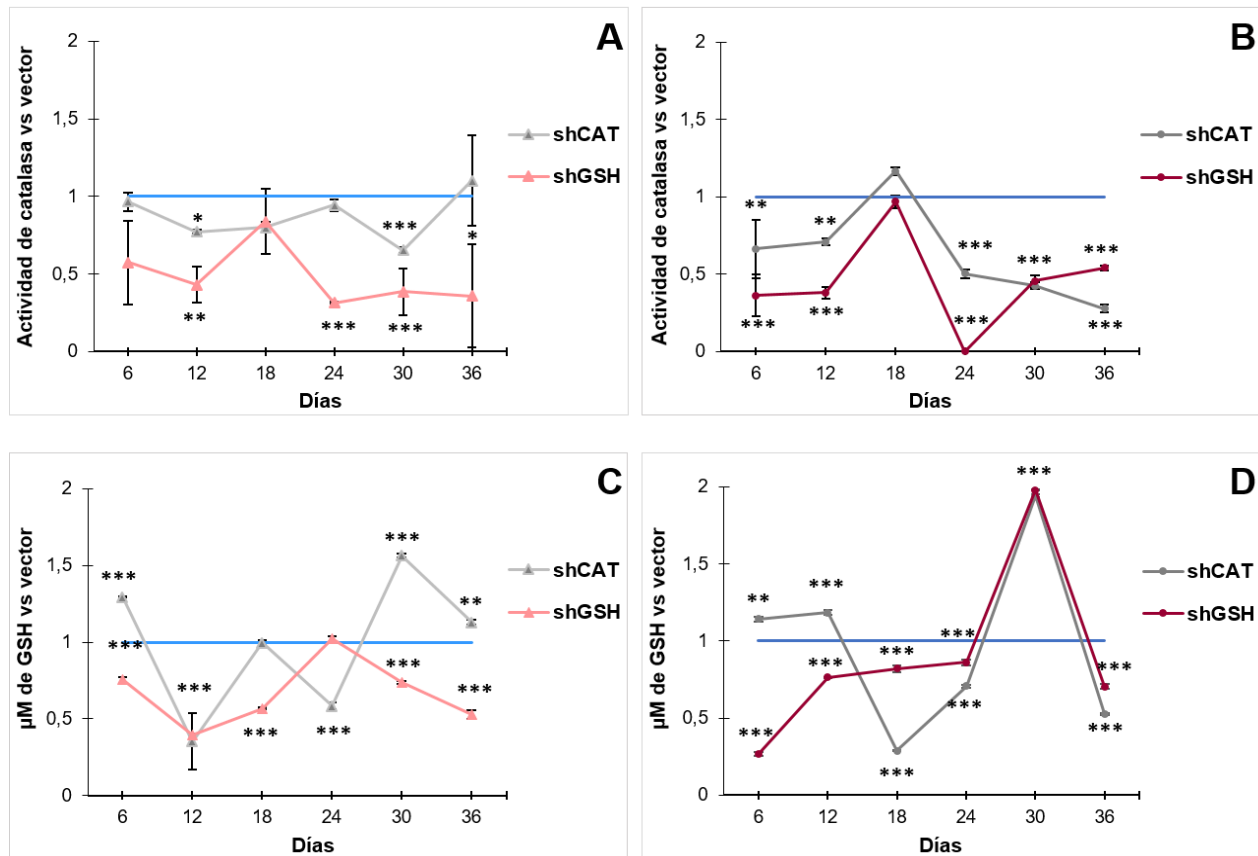 A
Actividad de catalasa vs vector
2
1,5
1
0,5
0
* *** *
** *** ***
6 12 18 24 30 36
Días
shCAT
shGSH
B
Actividad de catalasa vs vector
2
1,5
1
0,5
0
** ** *** *** ***
*** *** *** ***
6 12 18 24 30 36
Días
shCAT
shGSH
C
µM de GSH vs vector
2
1,5
1
0,5
0
*** *** **
*** *** *** ***
*** ***
6 12 18 24 30 36
Días
shCAT
shGSH
D
µM de GSH vs vector
2
1,5
1
0,5
0
***
** ***
*** *** *** ***
*** *** *** ***
6 12 18 24 30 36
Días
shCAT
shGSH